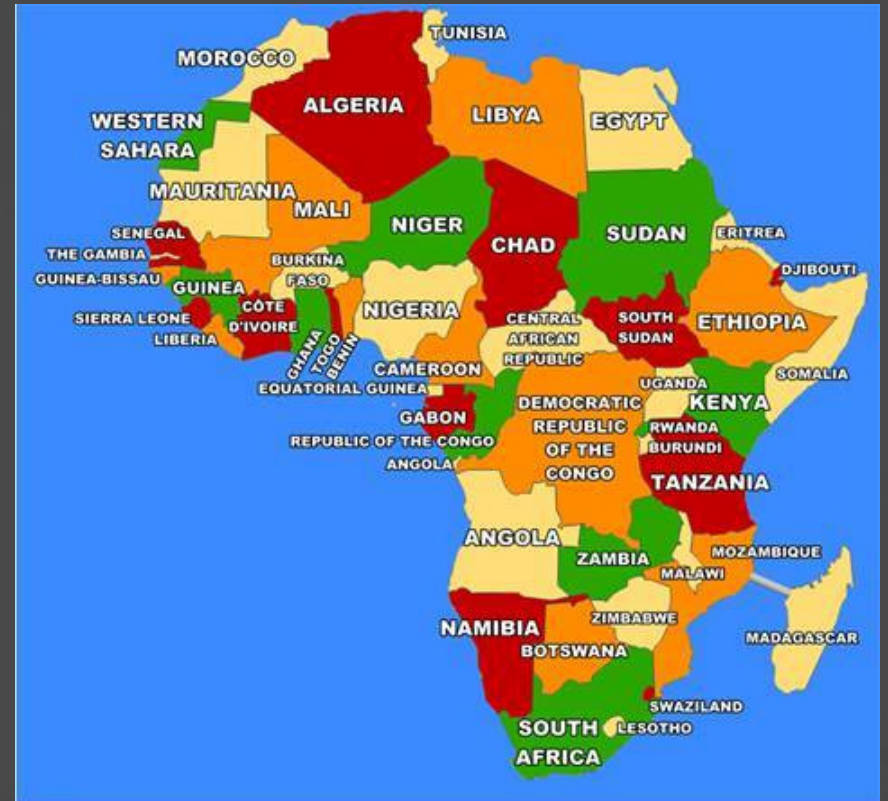 TUNISIA
MOROCCO
ALGERIA
LIBYA
EGYPT
WESTERN
SAHARA
MAURITANIA
MALI
NIGER
CHAD
SUDAN
ERITREA
SENEGAL
THE GAMBIA
GUINEA-BISSAU
GUINEA
BURKINA
FASO
DJIBOUTI
SIERRA LEONE
LIBERIA
CÔTE
D'IVOIRE
GHANA
TOGO
BENIN
NIGERIA
CENTRAL
AFRICAN
REPUBLIC
SOUTH
SUDAN
ETHIOPIA
CAMEROON
EQUATORIAL GUINEA
SOMALIA
UGANDA
KENYA
GABON
REPUBLIC OF THE CONGO
DEMOCRATIC
REPUBLIC
OF THE
CONGO
RWANDA
BURUNDI
ANGOLA
TANZANIA
ANGOLA
ZAMBIA
MOZAMBIQUE
MALAWI
NAMIBIA
ZIMBABWE
BOTSWANA
MADAGASCAR
SWAZILAND
SOUTH
AFRICA
LESOTHO